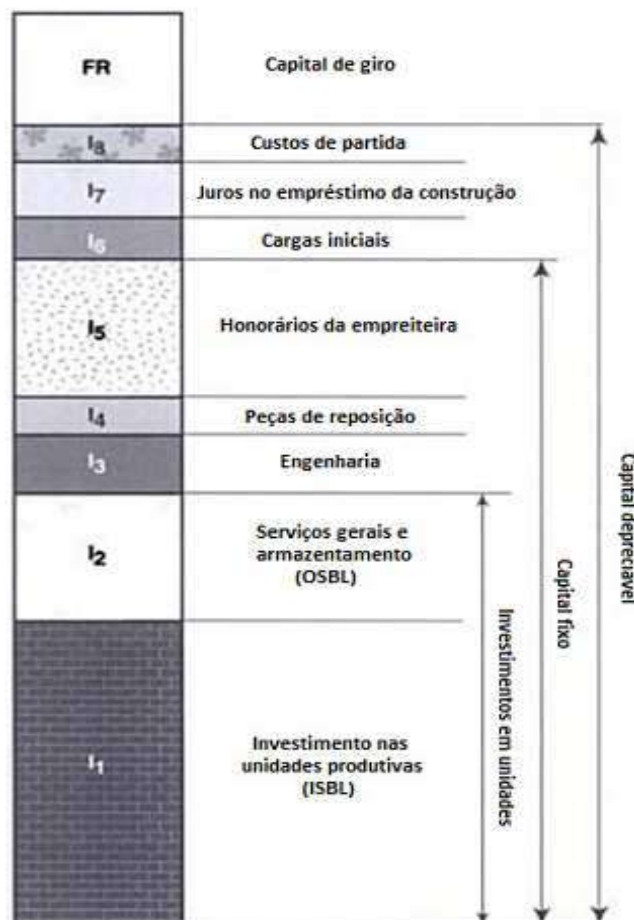 FR
Capital de giro
I8
Custos de partida
I7
Juros no empréstimo da construção
I6
Cargas iniciais
I5
Honorários da empreiteira
I4
Peças de reposição
I3
Engenharia
I2
Serviços gerais e
armazentamento
(OSBL)
I1
Investimento nas
unidades produtivas
(ISBL)
Investimentos em unidades
Capital fixo
Capital depreciável